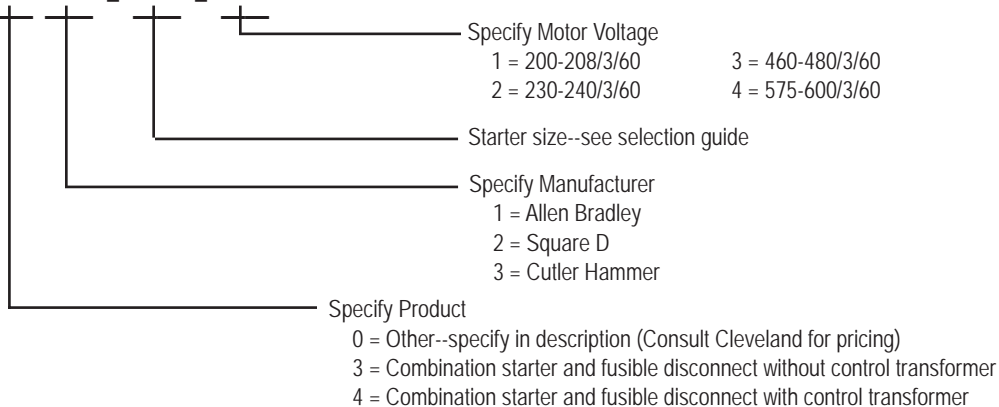 Specify Motor Voltage
1 = 200-208/3/60 3 = 460-480/3/60
2 = 230-240/3/60 4 = 575-600/3/60
Starter size--see selection guide
Specify Manufacturer
1 = Allen Bradley
2 = Square D
3 = Cutler Hammer
Specify Product
0 = Other--specify in description (Consult Cleveland for pricing)
3 = Combination starter and fusible disconnect without control transformer
4 = Combination starter and fusible disconnect with control transformer